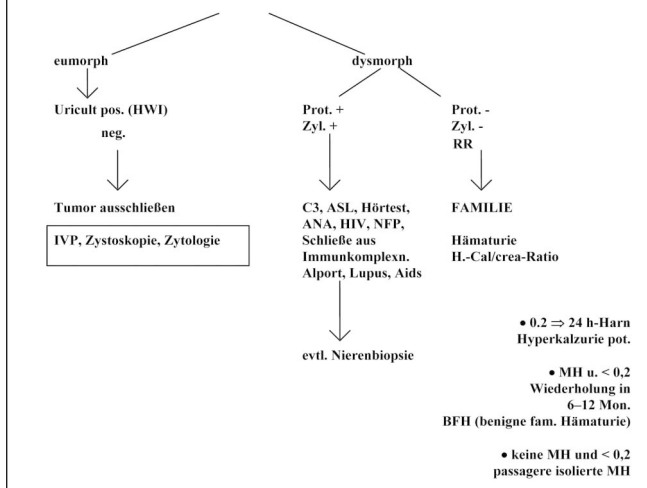 eumorph
Uricult pos. (HWI)
neg.
Tumor ausschließen
IVP, Zystoskopie, Zytologie
dysmorph
Prot. +
Zyl. +
C3, ASL, Hörtest,
ANA, HIV, NFP,
Schließe aus
Immunkomplexn.
Alport, Lupus, Aids
evtl. Nierenbiopsie
Prot. -
Zyl. -
RR
FAMILIE
Hämaturie
H.-Cal/crea-Ratio
• 0.2 ⇒ 24 h-Harn
Hyperkalzurie pot.
• MH u. < 0,2
Wiederholung in
6–12 Mon.
BFH (benigne fam. Hämaturie)
• keine MH und < 0,2
passagere isolierte MH